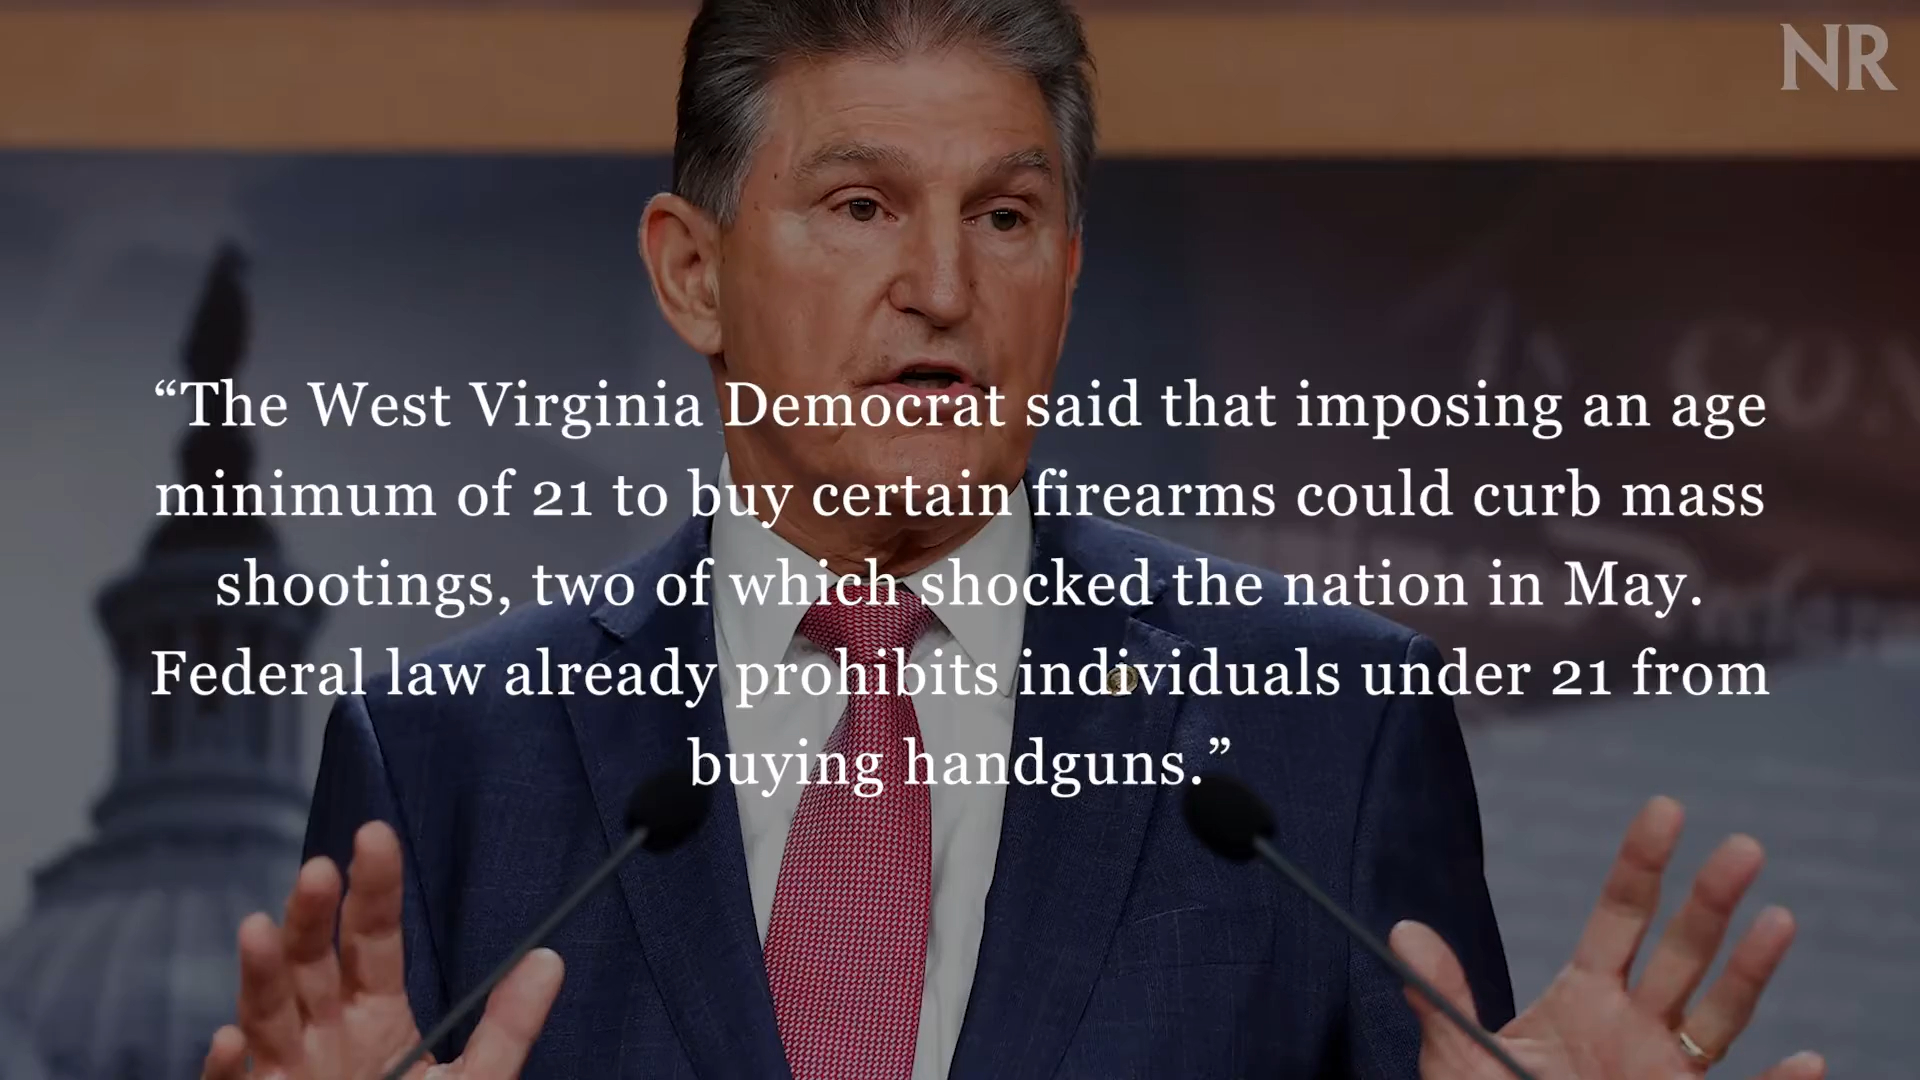 NR
“The West Virginia Democrat said that imposing an age
minimum of 21 to buy certain firearms could curb mass
shootings, two of which shocked the nation in May.
Federal law already prohibits individuals under 21 from
buying handguns.”